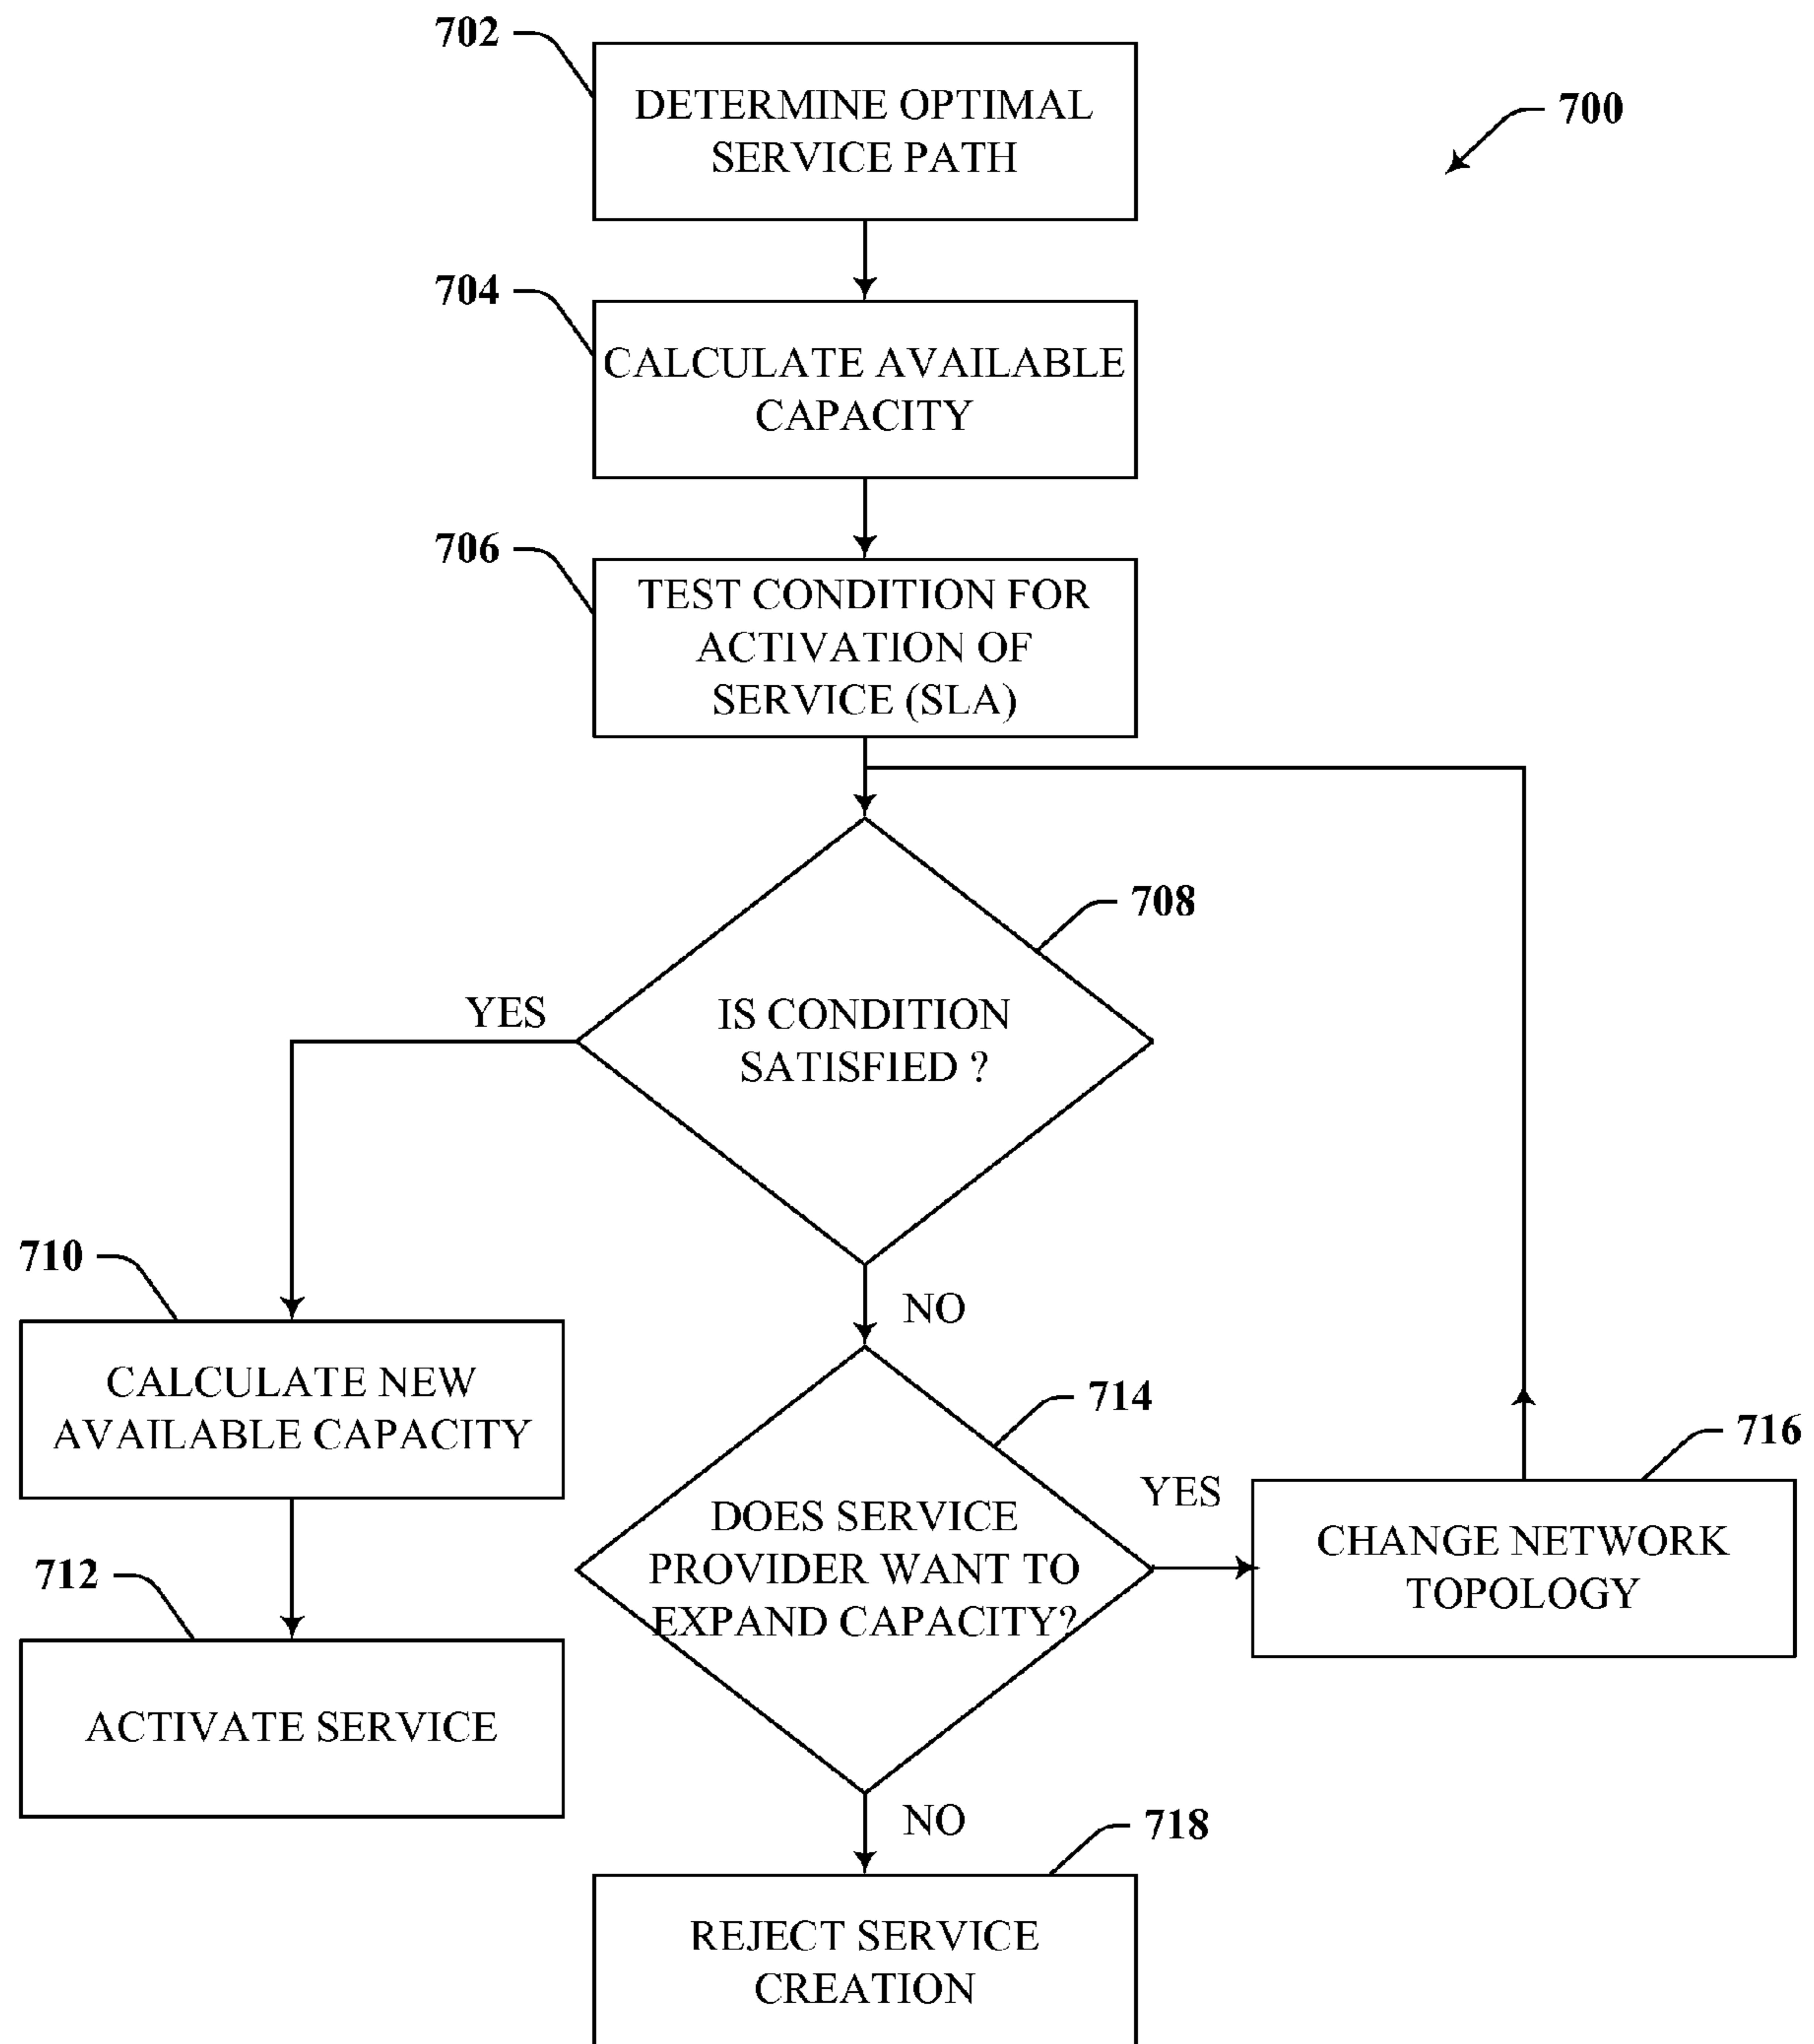 702
DETERMINE OPTIMAL
SERVICE PATH
700
704
CALCULATE AVAILABLE
CAPACITY
706
TEST CONDITION FOR
ACTIVATION OF
SERVICE (SLA)
708
YES
IS CONDITION
SATISFIED ?
710
NO
CALCULATE NEW
AVAILABLE CAPACITY
714
716
712
DOES SERVICE
PROVIDER WANT TO
EXPAND CAPACITY?
YES
CHANGE NETWORK
TOPOLOGY
ACTIVATE SERVICE
NO
718
REJECT SERVICE
CREATION